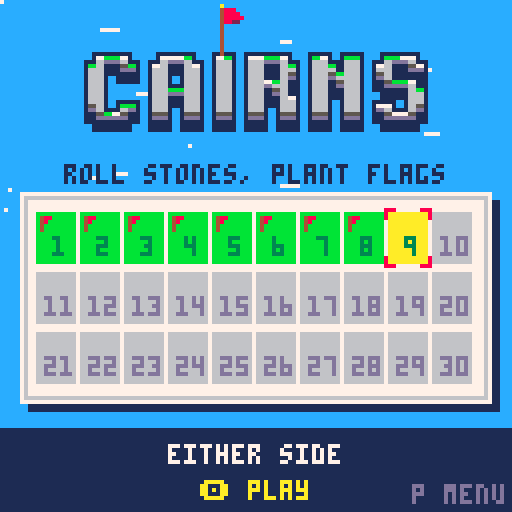 CAIRNS
ROLL STONES, PLANT FLAGS
1 2 3 4 5 6 7 8 9 10
11 12 13 14 15 16 17 18 19 20
21 22 23 24 25 26 27 28 29 30
EITHER SIDE
PLAY
P MENU